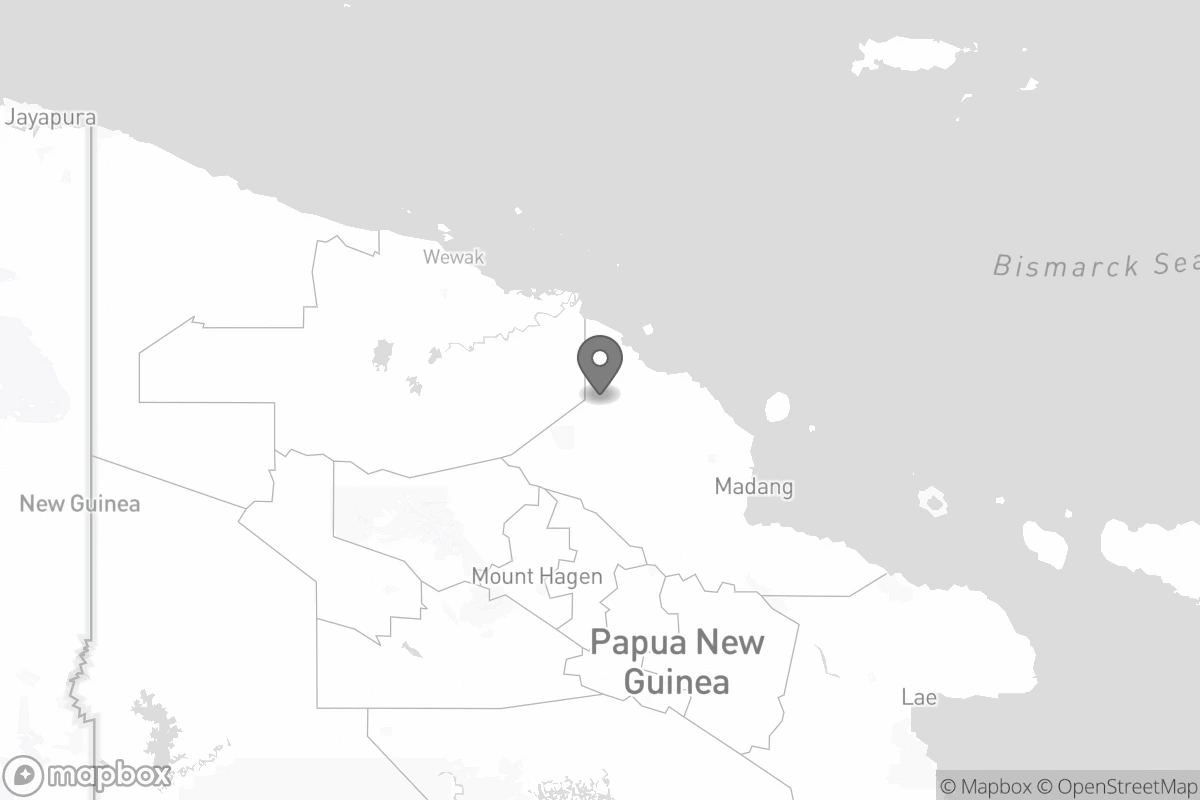 Jayapura
Wewak
Bismarck Sea
Madang
New Guinea
Mount Hagen
Papua New
Guinea
Lae
mapbox
© Mapbox © OpenStreetMap